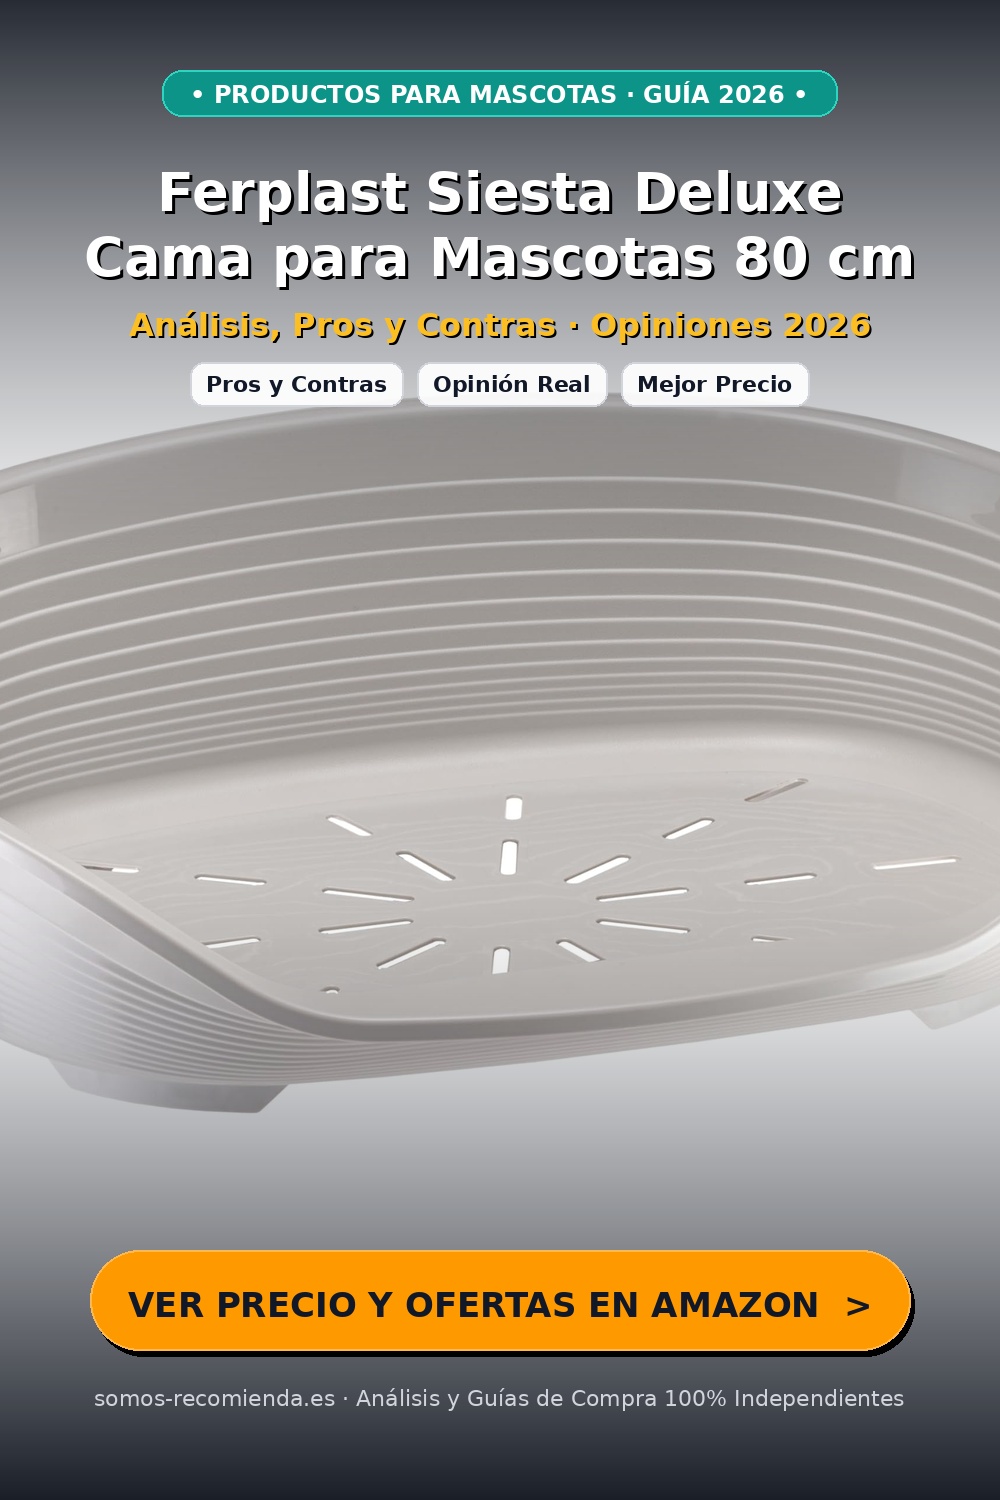 • PRODUCTOS PARA MASCOTAS · GUÍA 2026 •
Ferplast Siesta Deluxe
Cama para Mascotas 80 cm
Análisis, Pros y Contras · Opiniones 2026
Pros y Contras
Opinión Real
Mejor Precio
VER PRECIO Y OFERTAS EN AMAZON >
somos-recomienda.es · Análisis y Guías de Compra 100% Independientes